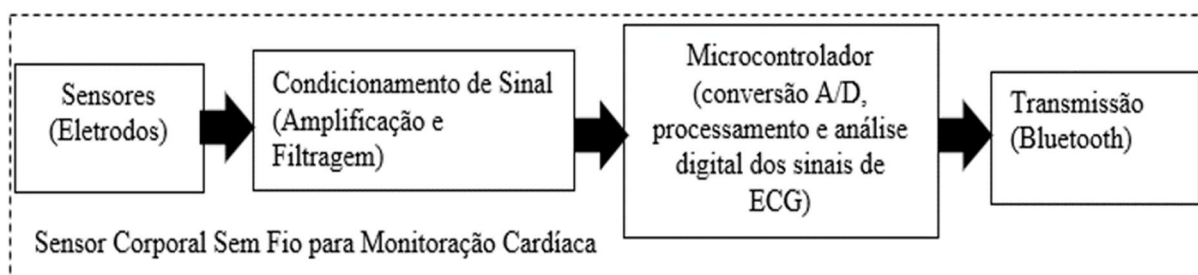 Sensores
(Eletrodos)
Condicionamento de Sinal
(Amplificação e
Filtragem)
Microcontrolador
(conversão A/D,
processamento e análise
digital dos sinais de
ECG)
Transmissão
(Bluetooth)
Sensor Corporal Sem Fio para Monitoração Cardíaca